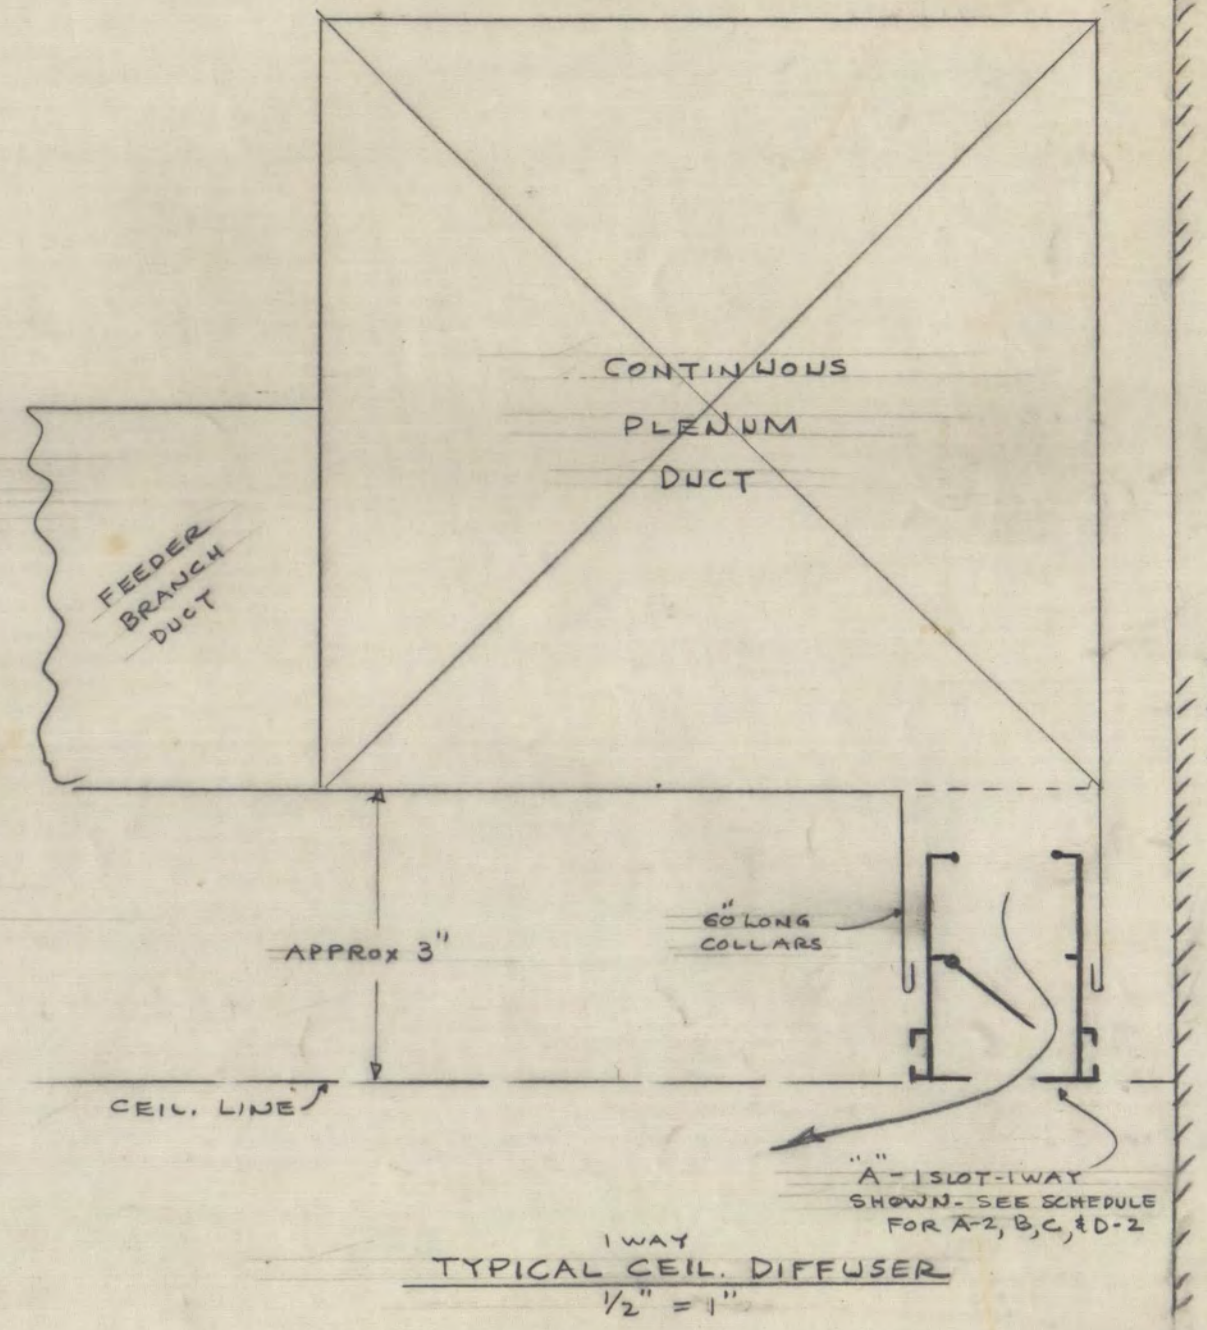 CONTINUOUS
PLENUM
DUCT
FEEDER
BRANCH
DUCT
60" LONG
COLLARS
APPROX 3"
CEIL. LINE
"A" - 1 SLOT - 1 WAY
SHOWN - SEE SCHEDULE
FOR A-2, B, C, & D-2
1 WAY
TYPICAL CEIL. DIFFUSER
1/2" = 1"